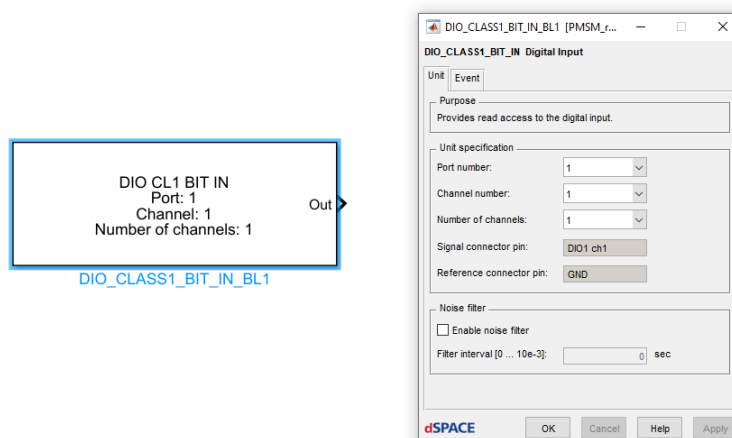 DIO CL1 BIT IN
Port: 1
Channel: 1
Number of channels: 1
Out
DIO_CLASS1_BIT_IN_BL1
DIO_CLASS1_BIT_IN_BL1 [PMSM_r...
DIO_CLASS1_BIT_IN Digital Input
Unit Event
Purpose
Provides read access to the digital input.
Unit specification
Port number: 1
Channel number: 1
Number of channels: 1
Signal connector pin: DIO1 ch1
Reference connector pin: GND
Noise filter
Enable noise filter
Filter interval [0 ... 10e-3]: 0 sec
dSPACE OK Cancel Help Apply